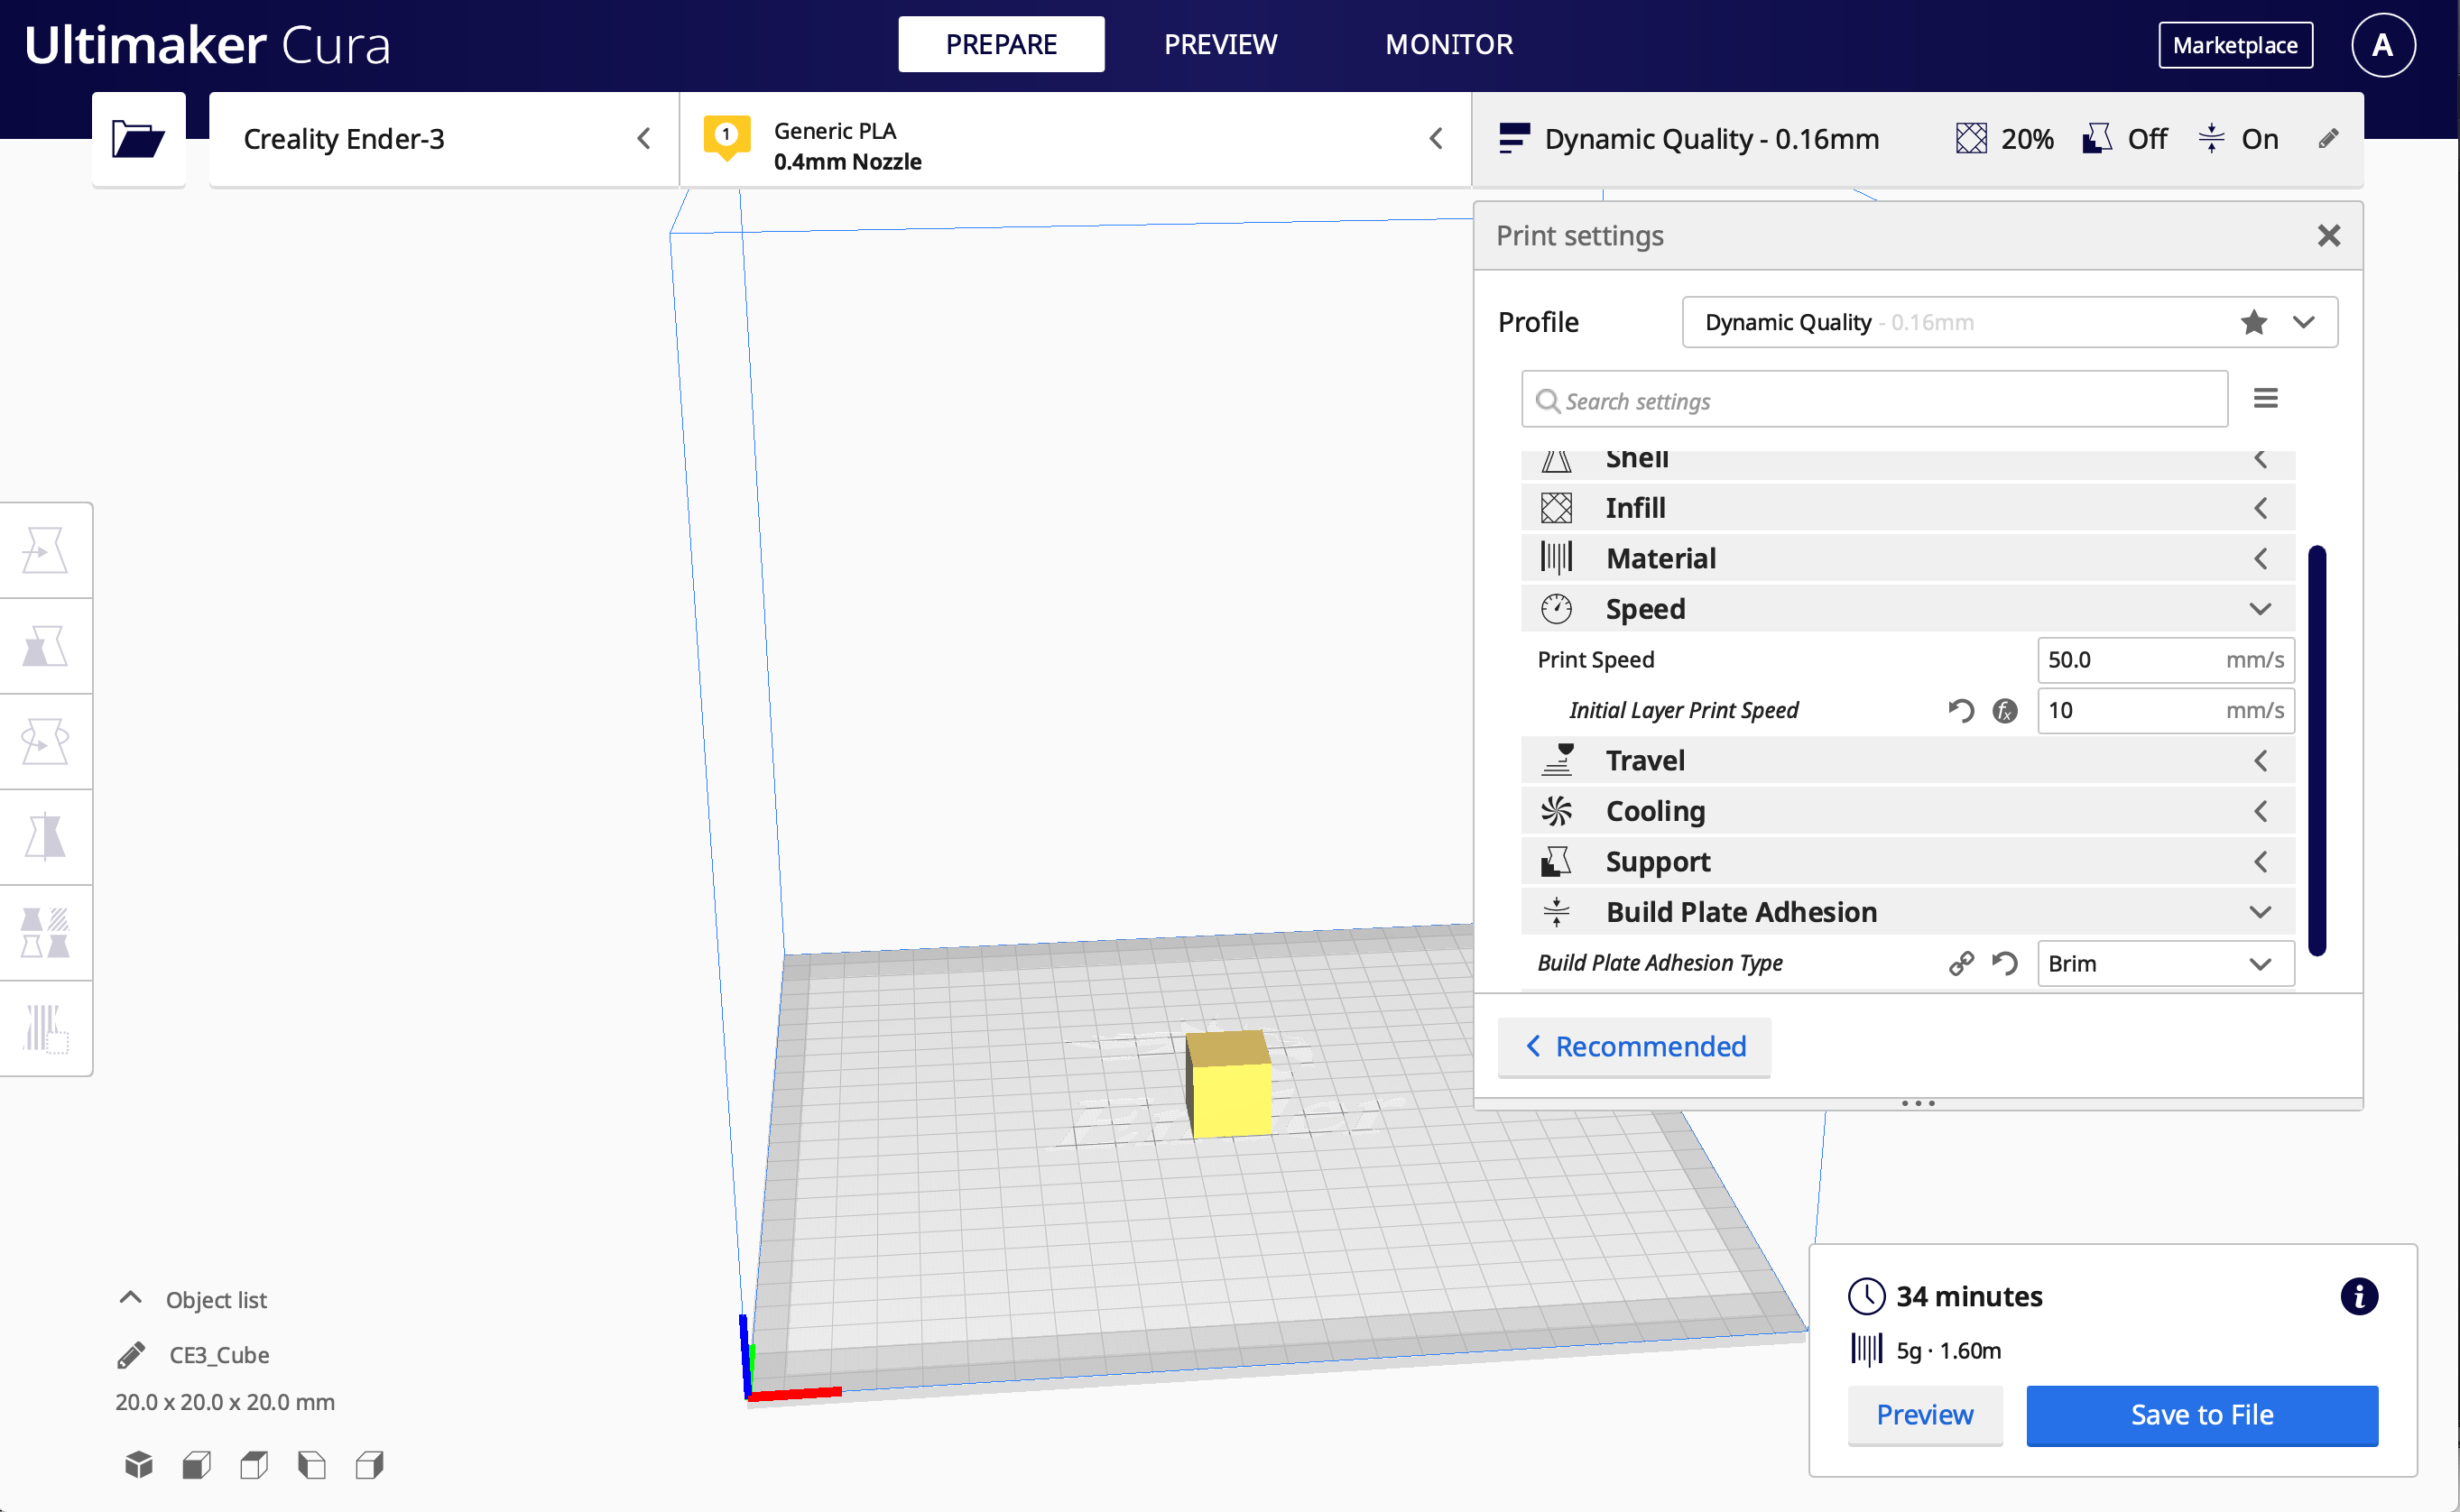 Ultimaker Cura
PREPARE
PREVIEW
MONITOR
Marketplace
A
Creality Ender-3
1
Generic PLA
0.4mm Nozzle
Dynamic Quality - 0.16mm
20%
Off
On
Print settings
Profile
Dynamic Quality - 0.16mm
Search settings
Shell
Infill
Material
Speed
Print Speed
50.0 mm/s
Initial Layer Print Speed
fx
10 mm/s
Travel
Cooling
Support
Build Plate Adhesion
Build Plate Adhesion Type
Brim
Recommended
Object list
CE3_Cube
20.0 x 20.0 x 20.0 mm
34 minutes
5g · 1.60m
Preview
Save to File